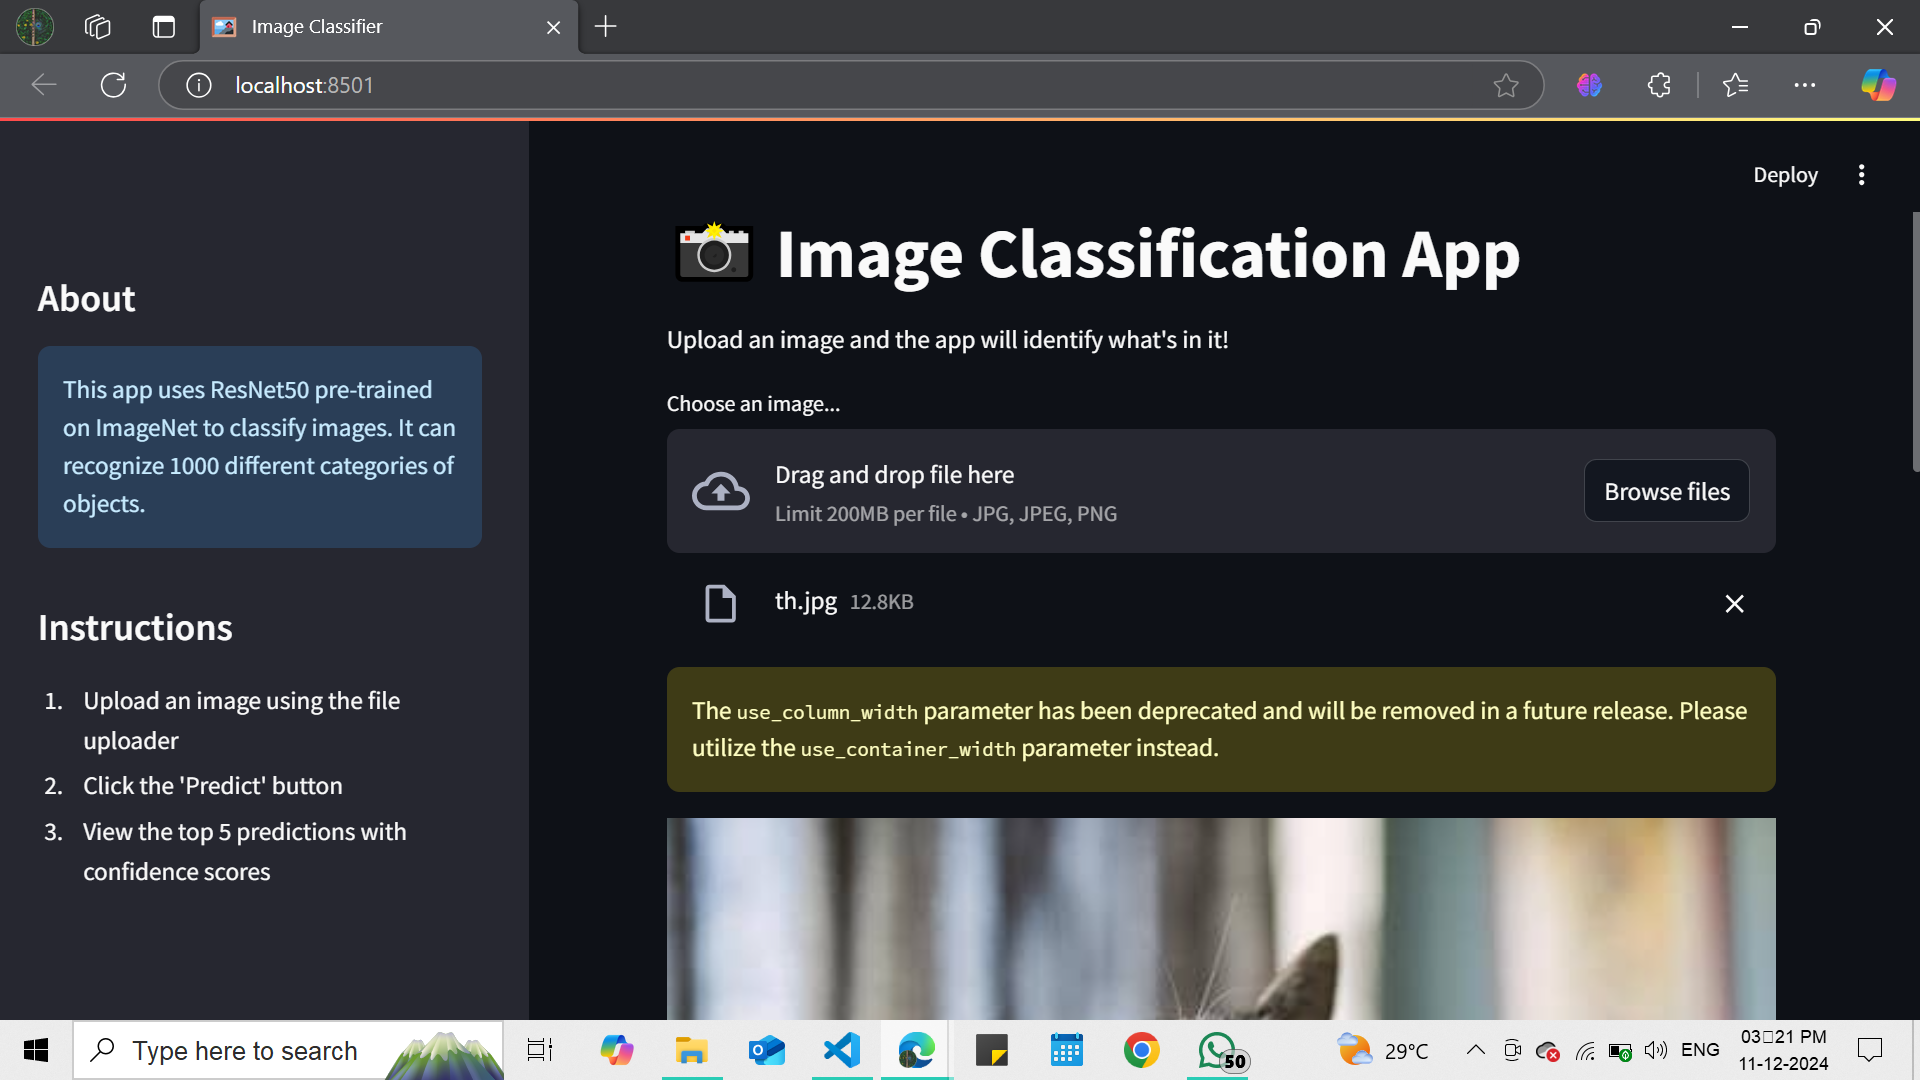 Image Classifier
localhost:8501
Deploy
Image Classification App
Upload an image and the app will identify what's in it!
Choose an image...
Drag and drop file here
Limit 200MB per file • JPG, JPEG, PNG
Browse files
th.jpg 12.8KB
The use_column_width parameter has been deprecated and will be removed in a future release. Please
utilize the use_container_width parameter instead.
About
This app uses ResNet50 pre-trained
on ImageNet to classify images. It can
recognize 1000 different categories of
objects.
Instructions
1. Upload an image using the file
uploader
2. Click the 'Predict' button
3. View the top 5 predictions with
confidence scores
Type here to search
50
29°C
ENG
03▯21 PM
11-12-2024